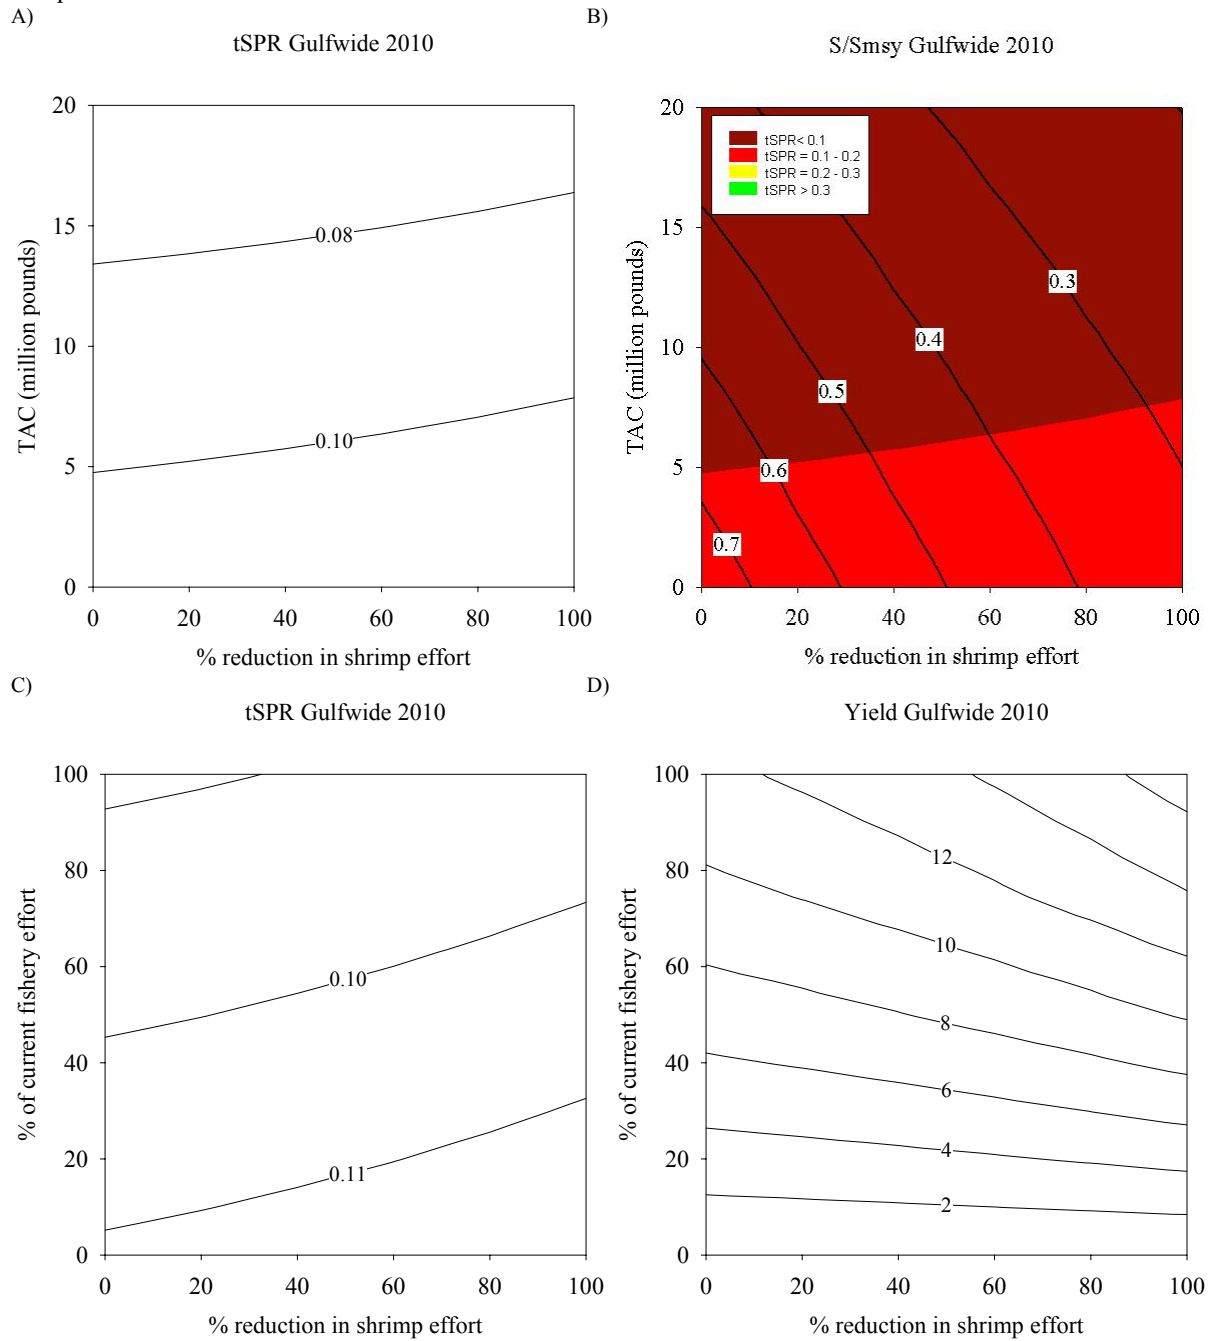 A)
tSPR Gulfwide 2010
20
15
10
5
0
TAC (million pounds)
0.08
0.10
0 20 40 60 80 100
% reduction in shrimp effort
B)
S/Smsy Gulfwide 2010
tSPR< 0.1
tSPR = 0.1 - 0.2
tSPR = 0.2 - 0.3
tSPR > 0.3
20
15
10
5
0
TAC (million pounds)
0.3
0.4
0.5
0.6
0.7
0 20 40 60 80 100
% reduction in shrimp effort
C)
tSPR Gulfwide 2010
100
80
60
40
20
0
% of current fishery effort
0.10
0.11
0 20 40 60 80 100
% reduction in shrimp effort
D)
Yield Gulfwide 2010
100
80
60
40
20
0
% of current fishery effort
12
10
8
6
4
2
0 20 40 60 80 100
% reduction in shrimp effort